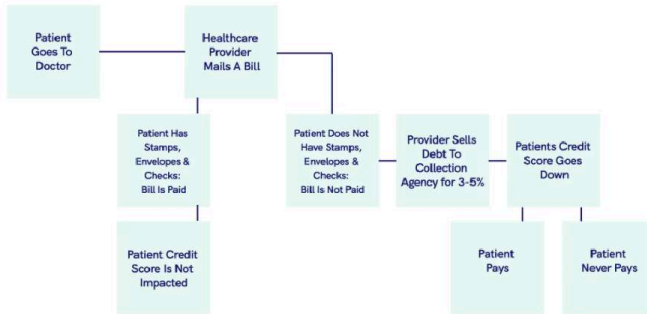 Patient
Goes To
Doctor
Healthcare
Provider
Mails A Bill
Patient Has
Stamps,
Envelopes &
Checks:
Bill Is Paid
Patient Does Not
Have Stamps,
Envelopes &
Checks:
Bill Is Not Paid
Provider Sells
Debt To
Collection
Agency for 3-5%
Patients Credit
Score Goes
Down
Patient Credit
Score Is Not
Impacted
Patient
Pays
Patient
Never Pays